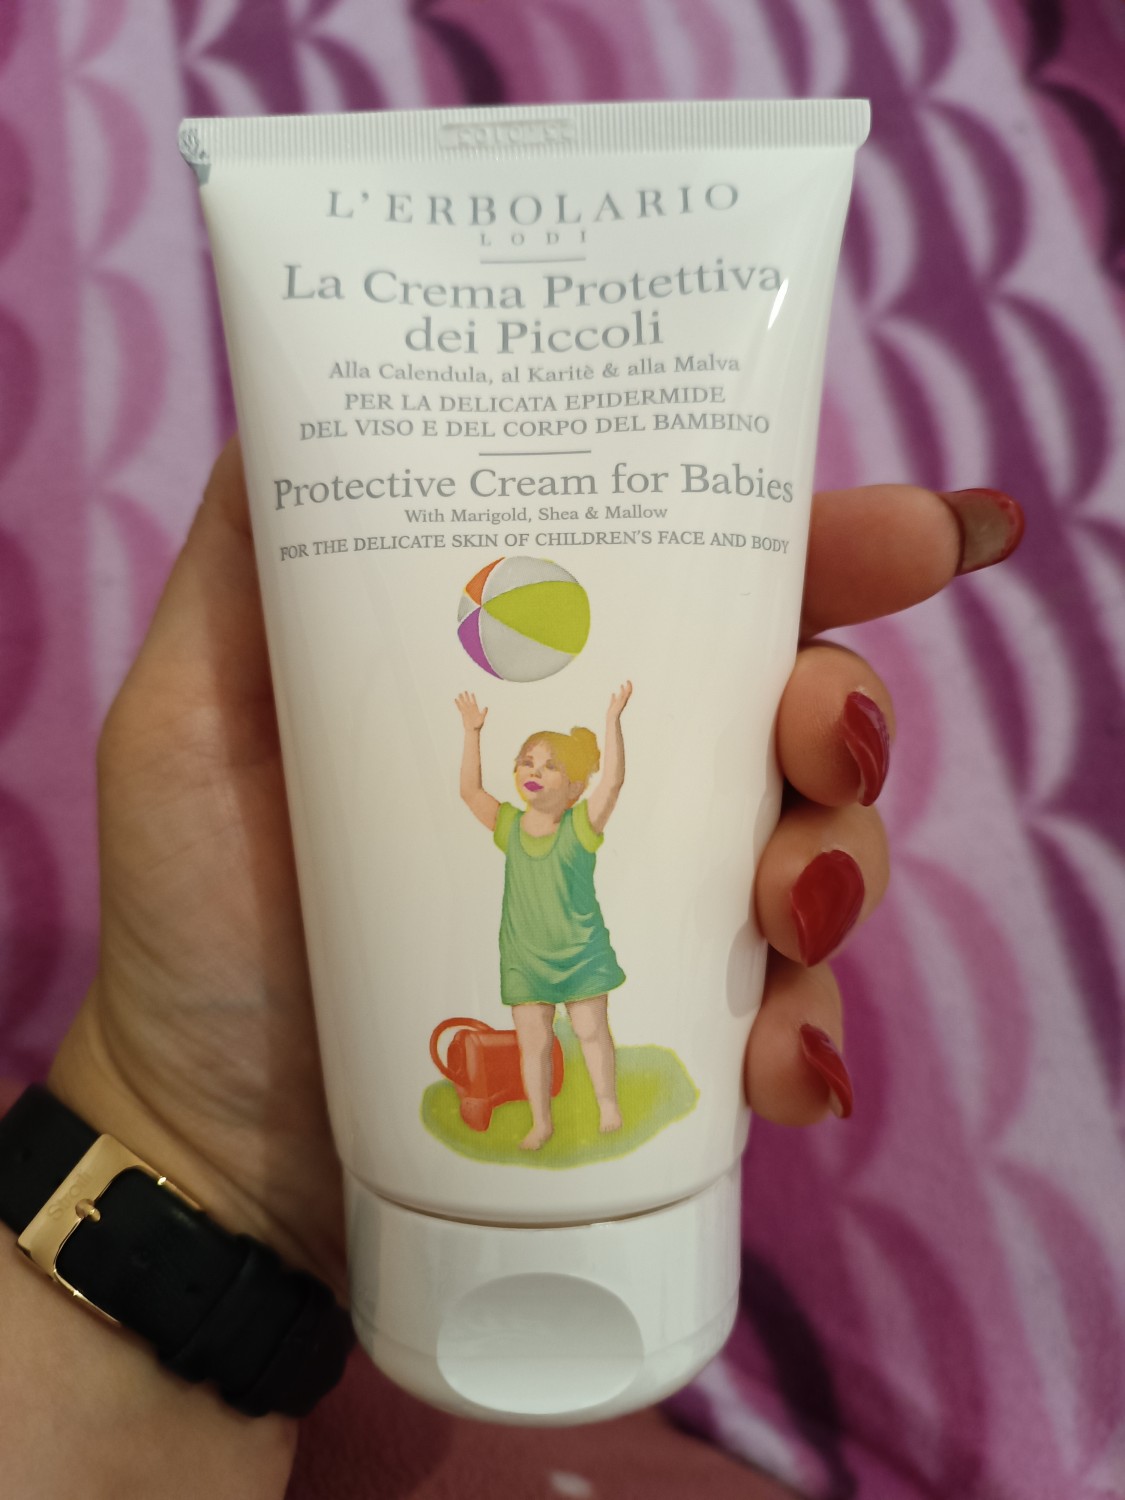 L'ERBOLARIO
LODI
La Crema Protettiva
dei Piccoli
Alla Calendula, al Karitè & alla Malva
PER LA DELICATA EPIDERMIDE
DEL VISO E DEL CORPO DEL BAMBINO
Protective Cream for Babies
With Marigold, Shea & Mallow
FOR THE DELICATE SKIN OF CHILDREN'S FACE AND BODY